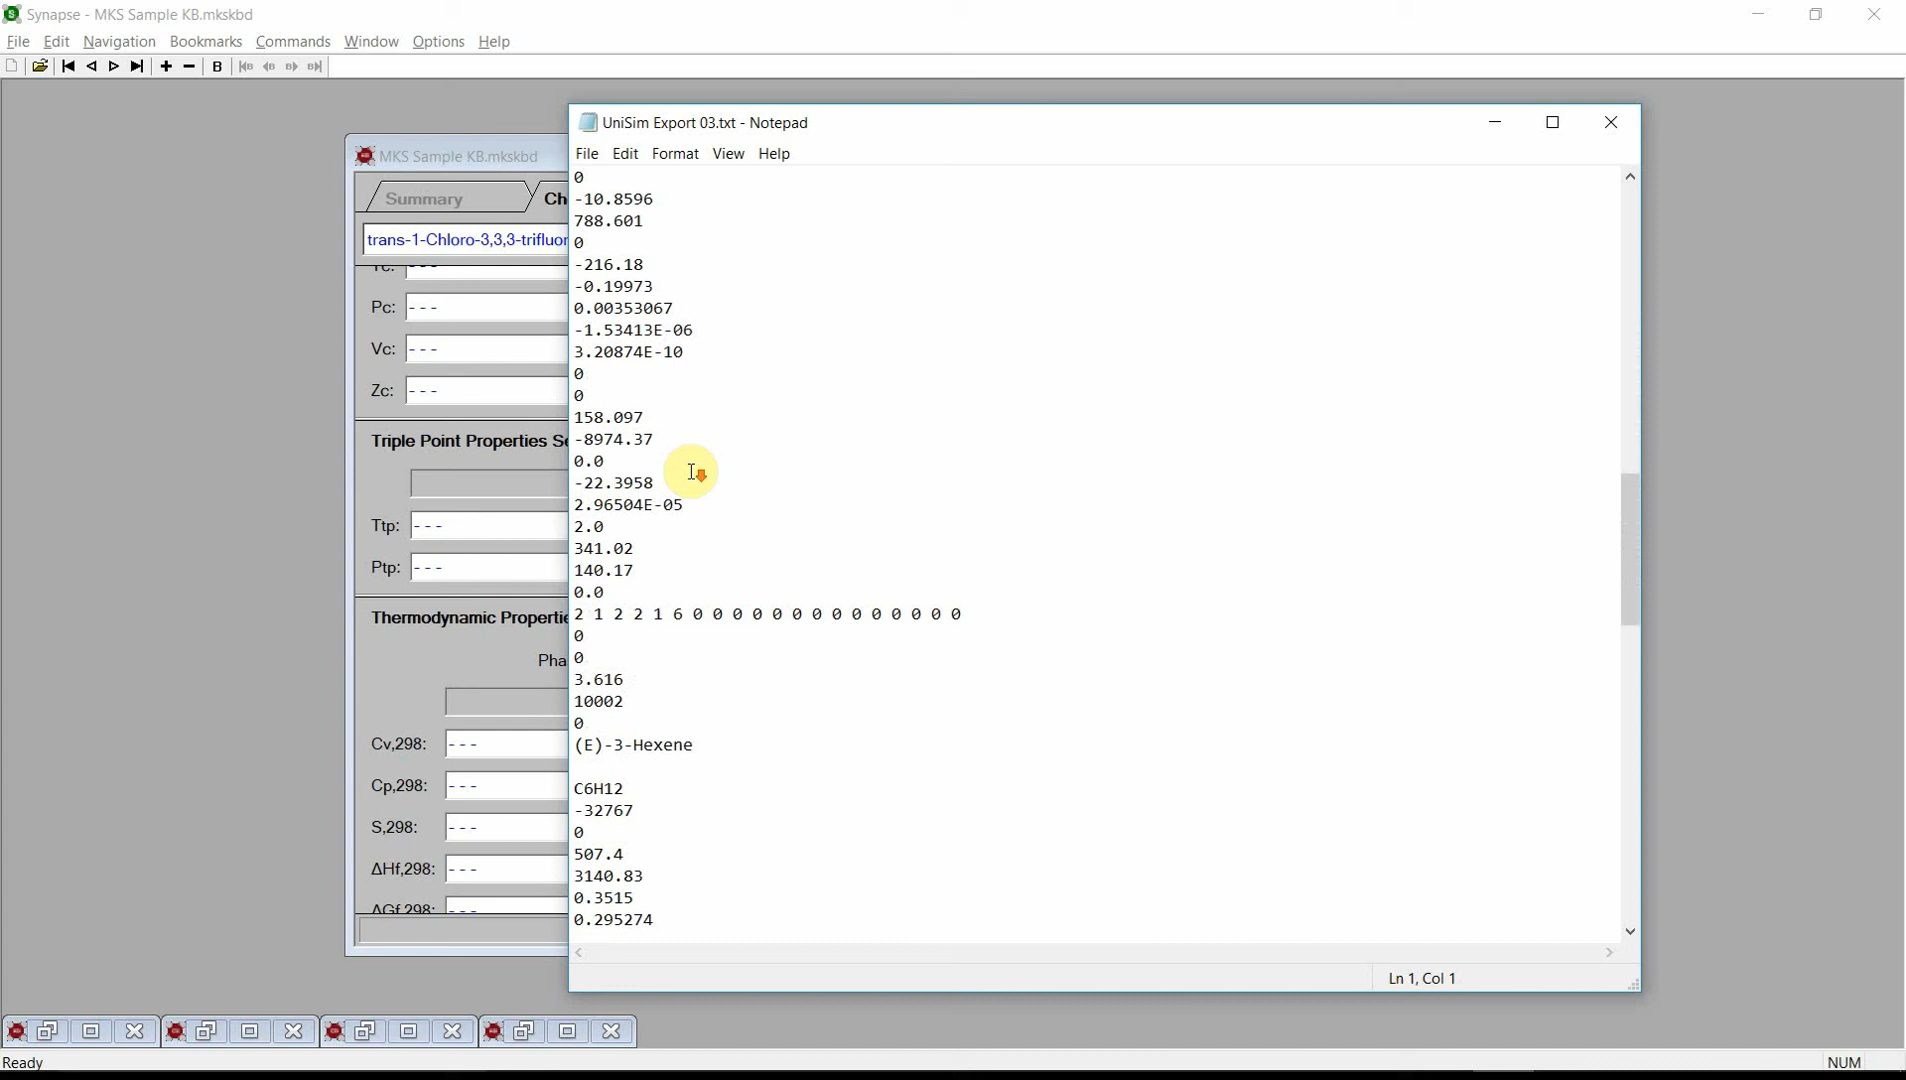 Synapse - MKS Sample KB.mkskbd
File Edit Navigation Bookmarks Commands Window Options Help
B B B B B
MKS Sample KB.mkskbd
Summary Ch
trans-1-Chloro-3,3,3-trifluor
Tc: ---
Pc: ---
Vc: ---
Zc: ---
Triple Point Properties Se
Ttp: ---
Ptp: ---
Thermodynamic Propertie
Pha
Cv,298: ---
Cp,298: ---
S,298: ---
ΔHf,298: ---
ΔGf,298: ---
UniSim Export 03.txt - Notepad
File Edit Format View Help
0
-10.8596
788.601
0
-216.18
-0.19973
0.00353067
-1.53413E-06
3.20874E-10
0
0
158.097
-8974.37
0.0
-22.3958
2.96504E-05
2.0
341.02
140.17
0.0
2 1 2 2 1 6 0 0 0 0 0 0 0 0 0 0 0 0 0 0
0
0
3.616
10002
0
(E)-3-Hexene
C6H12
-32767
0
507.4
3140.83
0.3515
0.295274
Ln 1, Col 1
Ready NUM